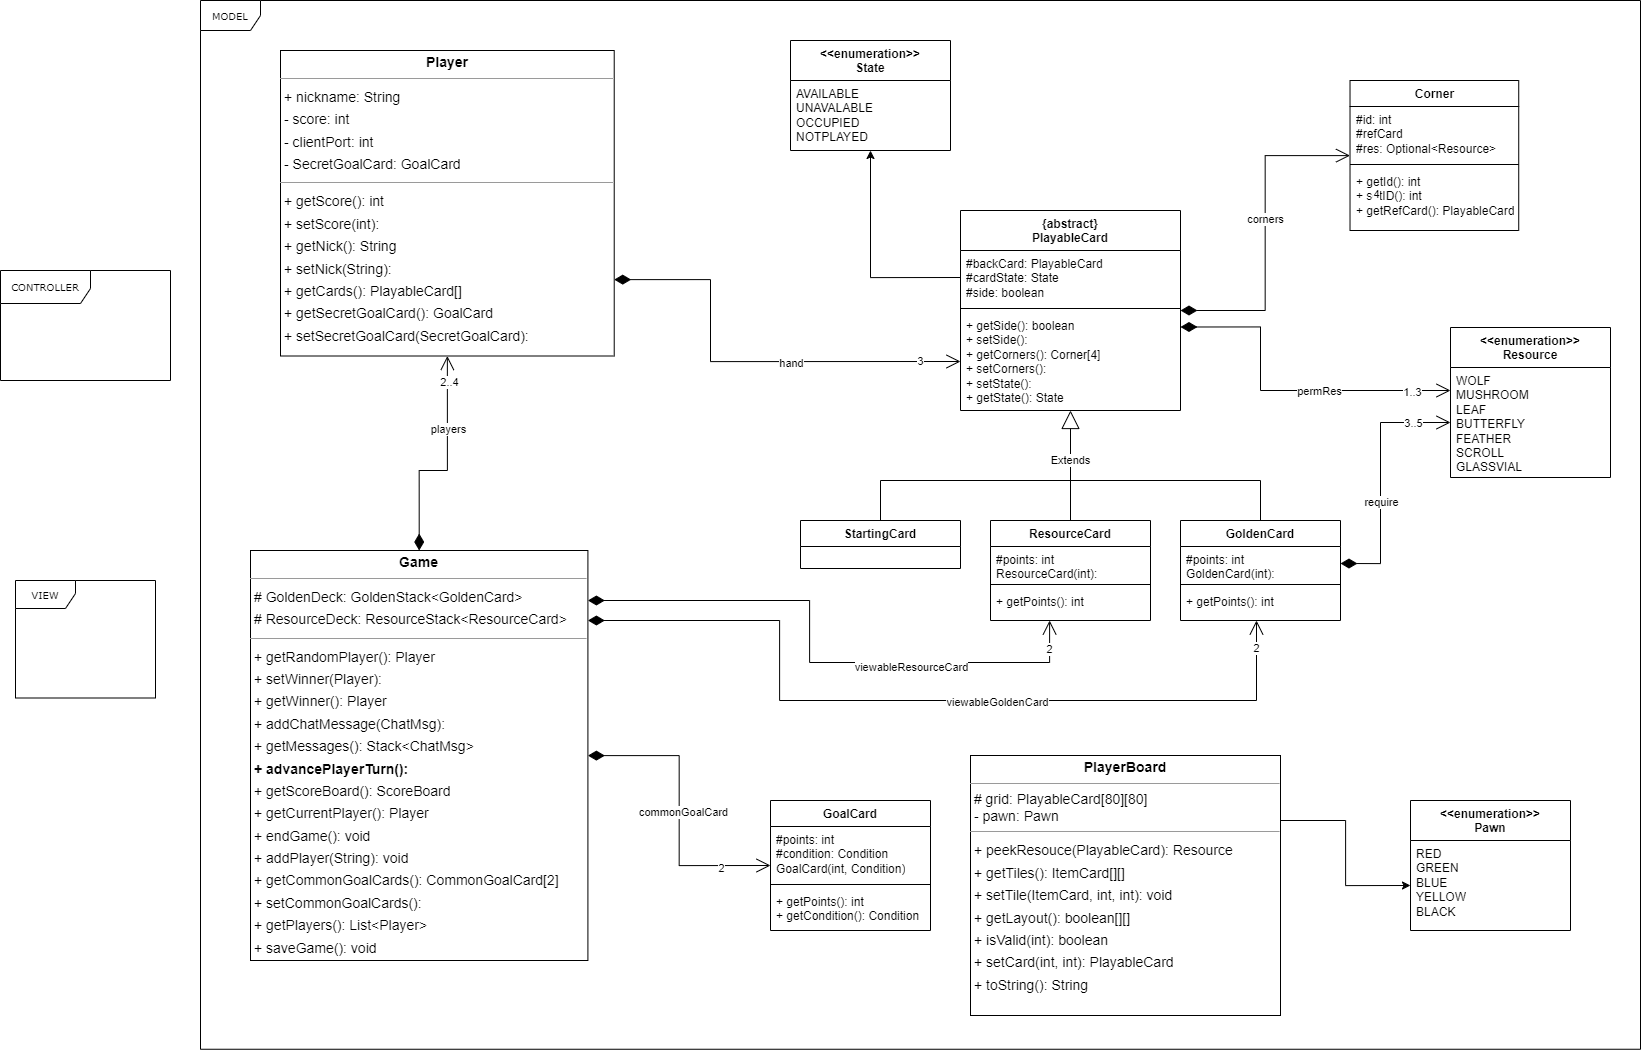 MODEL
Player
+ nickname: String
- score: int
- clientPort: int
- SecretGoalCard: GoalCard
+ getScore(): int
+ setScore(int):
+ getNick(): String
+ setNick(String):
+ getCards(): PlayableCard[]
+ getSecretGoalCard(): GoalCard
+ setSecretGoalCard(SecretGoalCard):
<<enumeration>>
State
AVAILABLE
UNAVALABLE
OCCUPIED
NOTPLAYED
Corner
#id: int
#refCard
#res: Optional<Resource>
+ getId(): int
+ s4tID(): int
+ getRefCard(): PlayableCard
corners
{abstract}
PlayableCard
#backCard: PlayableCard
#cardState: State
#side: boolean
+ getSide(): boolean
+ setSide():
+ getCorners(): Corner[4]
+ setCorners():
+ setState():
+ getState(): State
CONTROLLER
hand
3
permRes
1..3
<<enumeration>>
Resource
WOLF
MUSHROOM
LEAF
BUTTERFLY
FEATHER
SCROLL
GLASSVIAL
3..5
require
2..4
players
Extends
StartingCard
ResourceCard
#points: int
ResourceCard(int):
+ getPoints(): int
GoldenCard
#points: int
GoldenCard(int):
+ getPoints(): int
VIEW
Game
# GoldenDeck: GoldenStack<GoldenCard>
# ResourceDeck: ResourceStack<ResourceCard>
+ getRandomPlayer(): Player
+ setWinner(Player):
+ getWinner(): Player
+ addChatMessage(ChatMsg):
+ getMessages(): Stack<ChatMsg>
+ advancePlayerTurn():
+ getScoreBoard(): ScoreBoard
+ getCurrentPlayer(): Player
+ endGame(): void
+ addPlayer(String): void
+ getCommonGoalCards(): CommonGoalCard[2]
+ setCommonGoalCards():
+ getPlayers(): List<Player>
+ saveGame(): void
2
viewableResourceCard
2
viewableGoldenCard
commonGoalCard
2
GoalCard
#points: int
#condition: Condition
GoalCard(int, Condition)
+ getPoints(): int
+ getCondition(): Condition
PlayerBoard
# grid: PlayableCard[80][80]
- pawn: Pawn
+ peekResouce(PlayableCard): Resource
+ getTiles(): ItemCard[][]
+ setTile(ItemCard, int, int): void
+ getLayout(): boolean[][]
+ isValid(int): boolean
+ setCard(int, int): PlayableCard
+ toString(): String
<<enumeration>>
Pawn
RED
GREEN
BLUE
YELLOW
BLACK